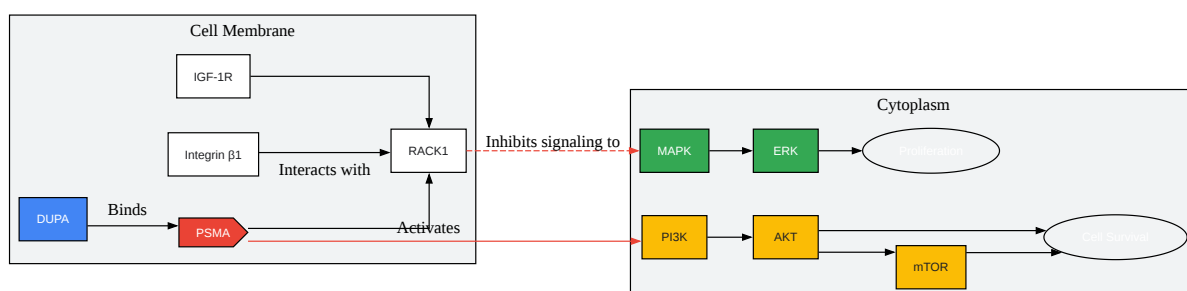 Cell Membrane
IGF-1R
Cytoplasm
Integrin β1
RACK1
Inhibits signaling to
MAPK
ERK
Proliferation
Interacts with
DUPA
Binds
PSMA
Activates
PI3K
AKT
Cell Survival
mTOR